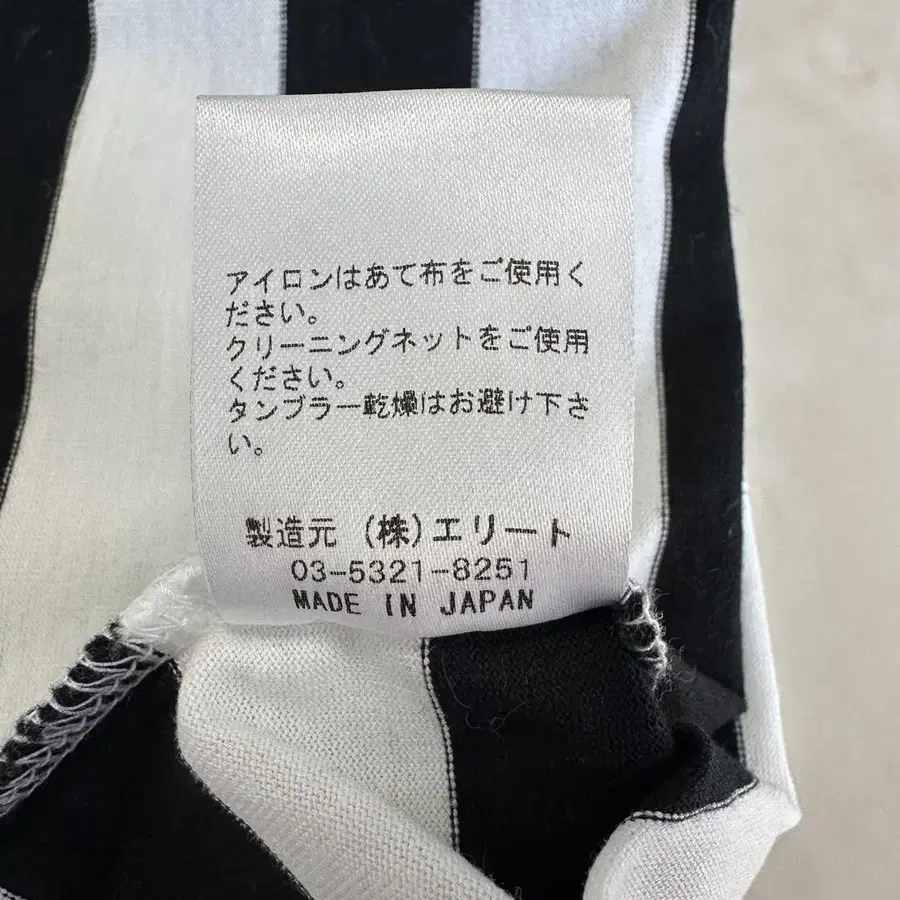 アイロンはあて布をご使用く
ださい。
クリーニングネットをご使用
ください。
タンブラー乾燥はお避け下さ
い。
製造元 (株)エリート
03-5321-8251
MADE IN JAPAN